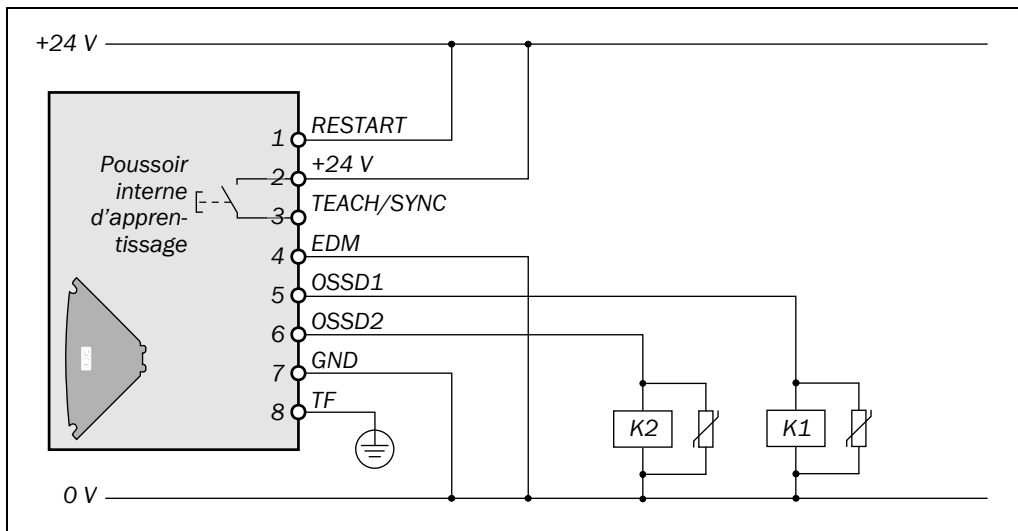 +24 V
1 RESTART
2 +24 V
3 TEACH/SYNC
4 EDM
5 OSSD1
6 OSSD2
7 GND
8 TF
Poussoir
interne
d'appren-
tissage
K2
K1
0 V